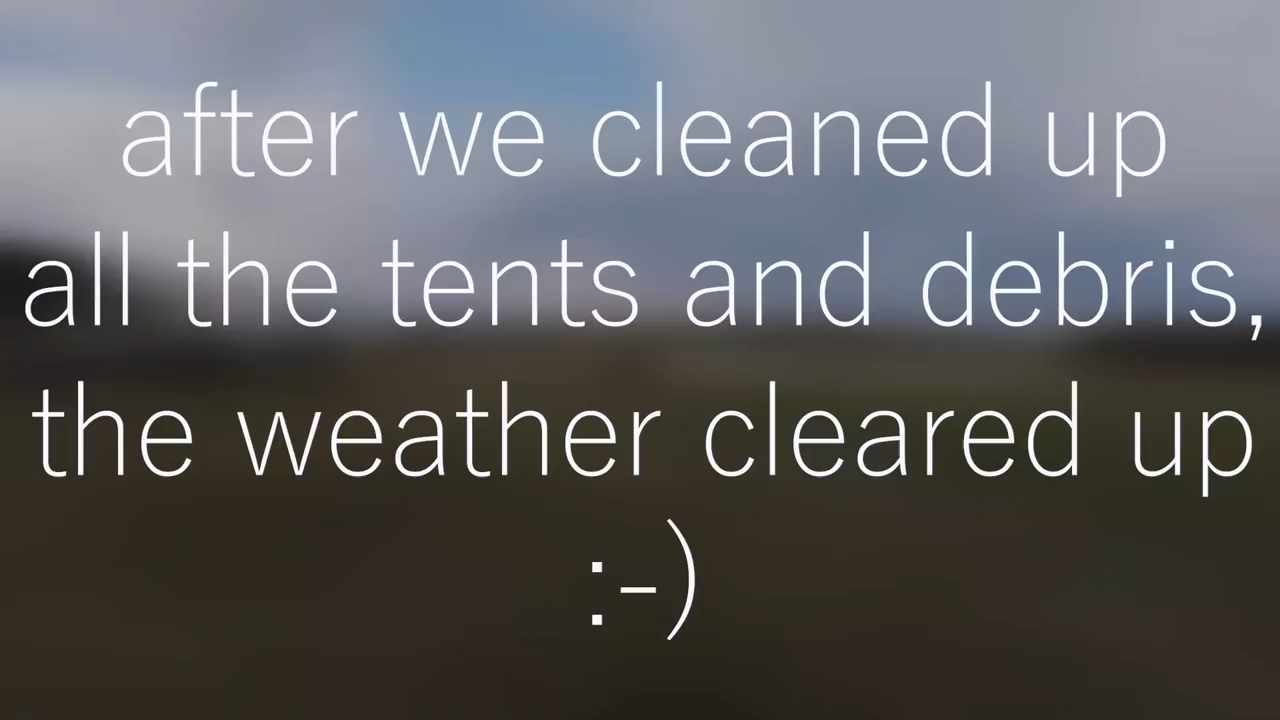 after we cleaned up
all the tents and debris,
the weather cleared up
:-)